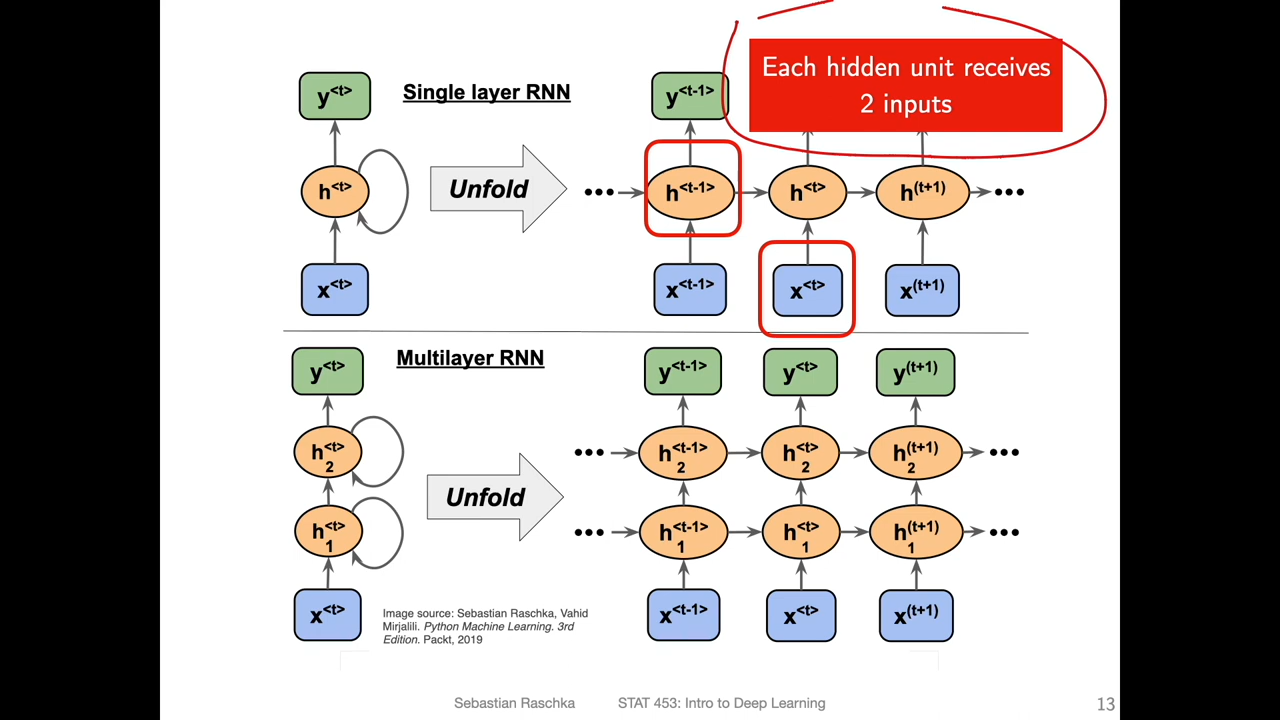 Each hidden unit receives
2 inputs
Single layer RNN
y<t>
y<t-1>
h<t>
Unfold
•••
h<t-1>
h<t>
h(t+1)
•••
x<t>
x<t-1>
x<t>
x(t+1)
Multilayer RNN
y<t>
y<t-1>
y<t>
y(t+1)
h<t>2
•••
h<t-1>2
h<t>2
h(t+1)2
•••
Unfold
h<t>1
•••
h<t-1>1
h<t>1
h(t+1)1
•••
x<t>
x<t-1>
x<t>
x(t+1)
Image source: Sebastian Raschka, Vahid
Mirjalili. Python Machine Learning. 3rd
Edition. Packt, 2019
Sebastian Raschka STAT 453: Intro to Deep Learning 13